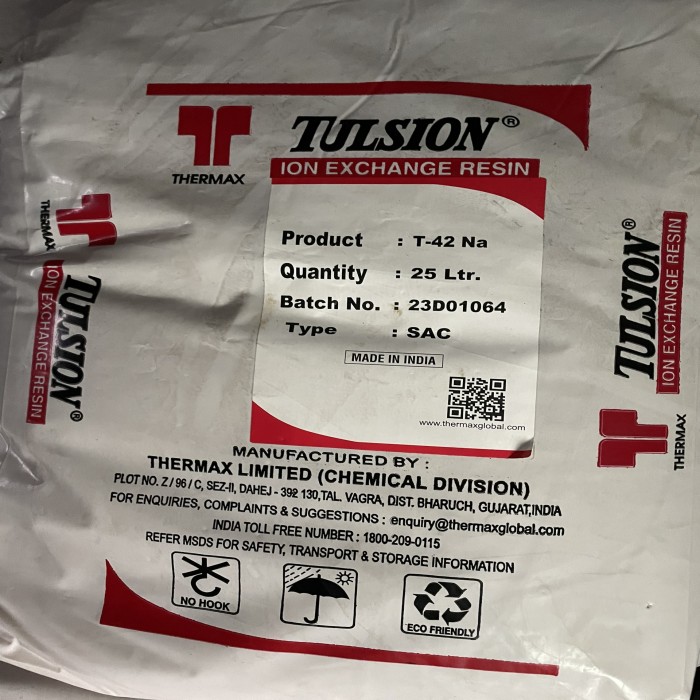 TULSION®
THERMAX
ION EXCHANGE RESIN
Product : T-42 Na
Quantity : 25 Ltr.
Batch No. : 23D01064
Type : SAC
MADE IN INDIA
www.thermaxglobal.com
MANUFACTURED BY :
THERMAX LIMITED (CHEMICAL DIVISION)
PLOT NO. Z / 96 / C, SEZ-II, DAHEJ - 392 130,TAL. VAGRA, DIST. BHARUCH, GUJARAT,INDIA
FOR ENQUIRIES, COMPLAINTS & SUGGESTIONS : enquiry@thermaxglobal.com
INDIA TOLL FREE NUMBER : 1800-209-0115
REFER MSDS FOR SAFETY, TRANSPORT & STORAGE INFORMATION
NO HOOK
ECO FRIENDLY
THERMAX
TULSION®
ION EXCHANGE RESIN
TULSION®
ION EXCHANGE RESIN
THERMAX